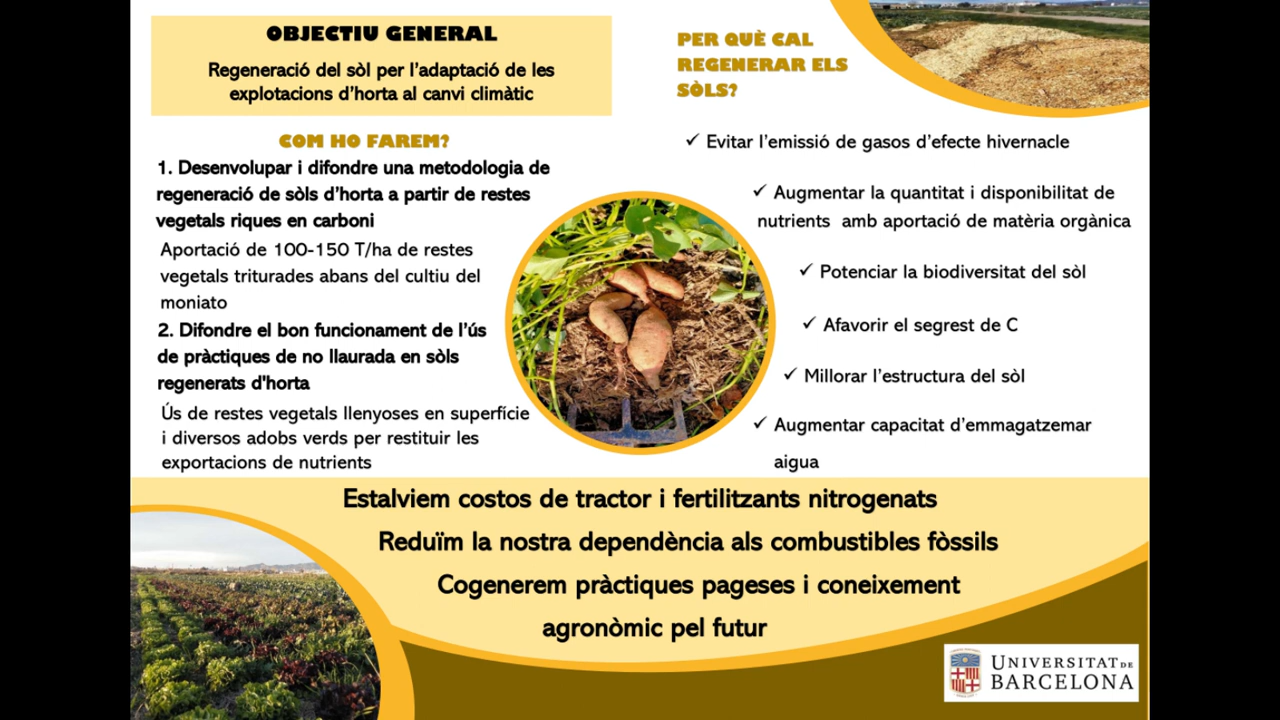 OBJECTIU GENERAL
Regeneració del sòl per l'adaptació de les
explotacions d'horta al canvi climàtic
COM HO FAREM?
1. Desenvolupar i difondre una metodologia de
regeneració de sòls d'horta a partir de restes
vegetals riques en carboni
Aportació de 100-150 T/ha de restes
vegetals triturades abans del cultiu del
moniato
2. Difondre el bon funcionament de l'ús
de pràctiques de no llaurada en sòls
regenerats d'horta
Ús de restes vegetals llenyoses en superfície
i diversos adobs verds per restituir les
exportacions de nutrients
PER QUÈ CAL
REGENERAR ELS
SÒLS?
✓ Evitar l'emissió de gasos d'efecte hivernacle
✓ Augmentar la quantitat i disponibilitat de
nutrients amb aportació de matèria orgànica
✓ Potenciar la biodiversitat del sòl
✓ Afavorir el segrest de C
✓ Millorar l'estructura del sòl
✓ Augmentar capacitat d'emmagatzemar
aigua
Estalviem costos de tractor i fertilitzants nitrogenats
Reduïm la nostra dependència als combustibles fòssils
Cogenerem pràctiques pageses i coneixement
agronòmic pel futur
UNIVERSITAT DE
BARCELONA